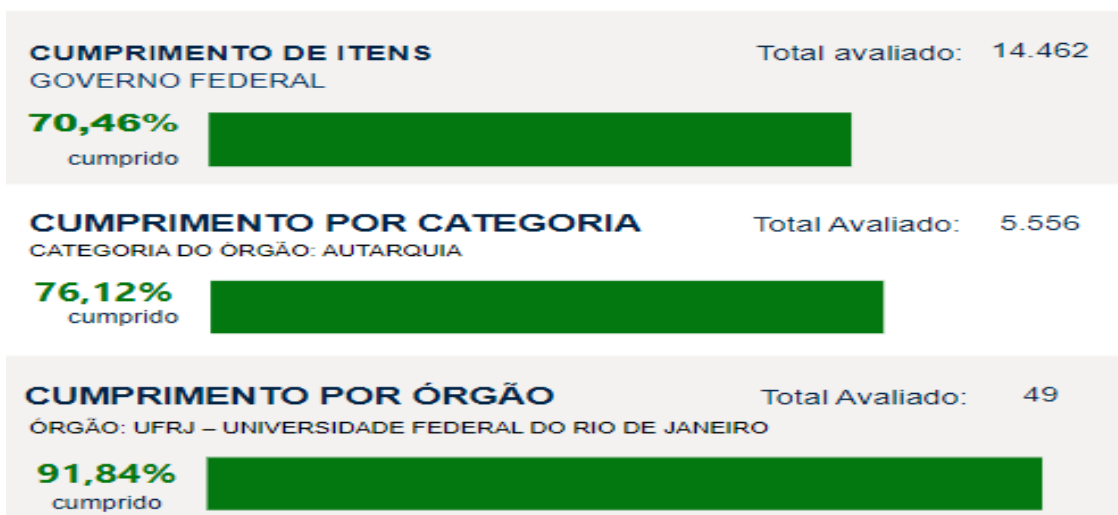 CUMPRIMENTO DE ITENS Total avaliado: 14.462
GOVERNO FEDERAL
70,46%
cumprido
CUMPRIMENTO POR CATEGORIA Total Avaliado: 5.556
CATEGORIA DO ÓRGÃO: AUTARQUIA
76,12%
cumprido
CUMPRIMENTO POR ÓRGÃO Total Avaliado: 49
ÓRGÃO: UFRJ – UNIVERSIDADE FEDERAL DO RIO DE JANEIRO
91,84%
cumprido